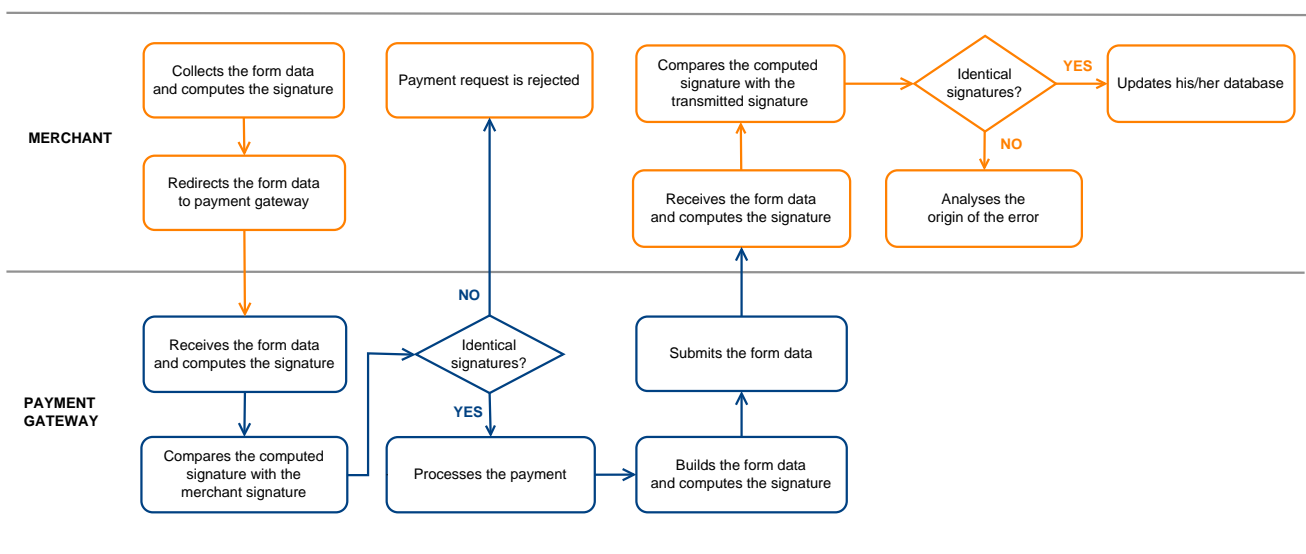 MERCHANT
Collects the form data
and computes the signature
Redirects the form data
to payment gateway
Payment request is rejected
Compares the computed
signature with the
transmitted signature
Receives the form data
and computes the signature
Identical
signatures?
YES
NO
Updates his/her database
Analyses the
origin of the error
PAYMENT
GATEWAY
Receives the form data
and computes the signature
Compares the computed
signature with the
merchant signature
NO
Identical
signatures?
YES
Processes the payment
Submits the form data
Builds the form data
and computes the signature